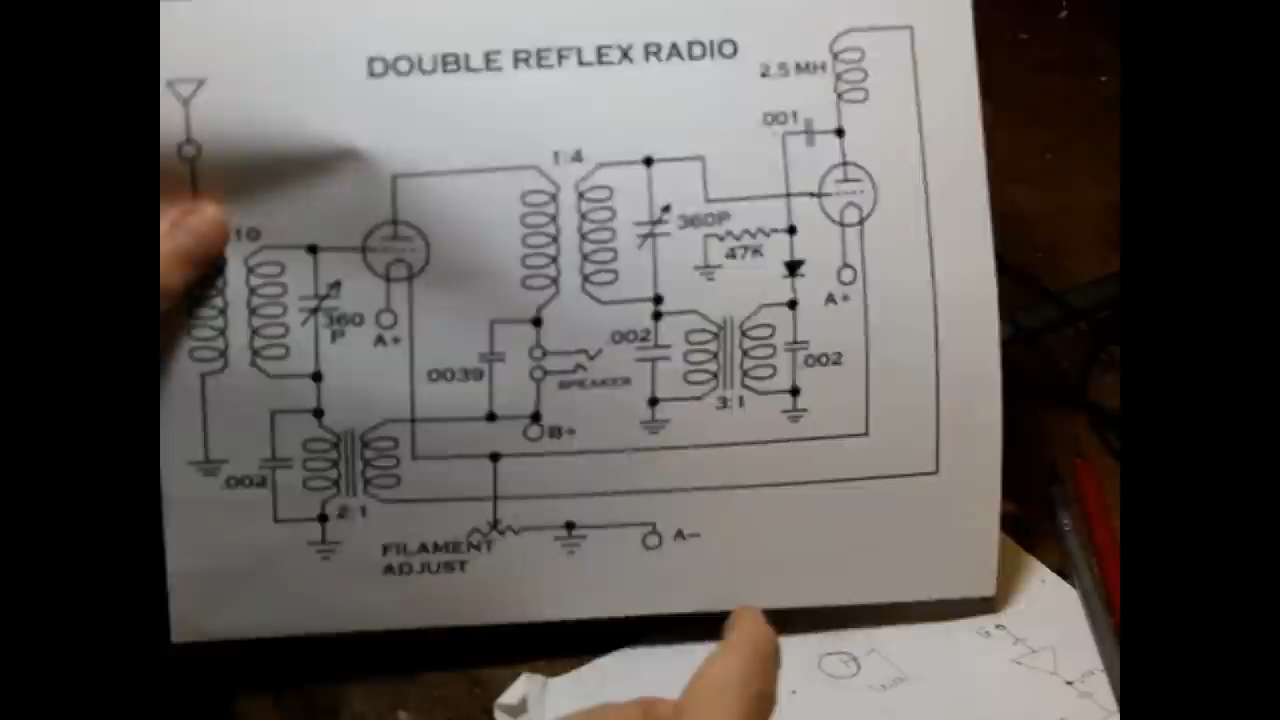 DOUBLE REFLEX RADIO
2.5 MH
.001
1:4
10
360P
47K
360
P
A+
A+
.002
.0039
SPEAKER
.002
3:1
B+
.002
2:1
FILAMENT
ADJUST
A-